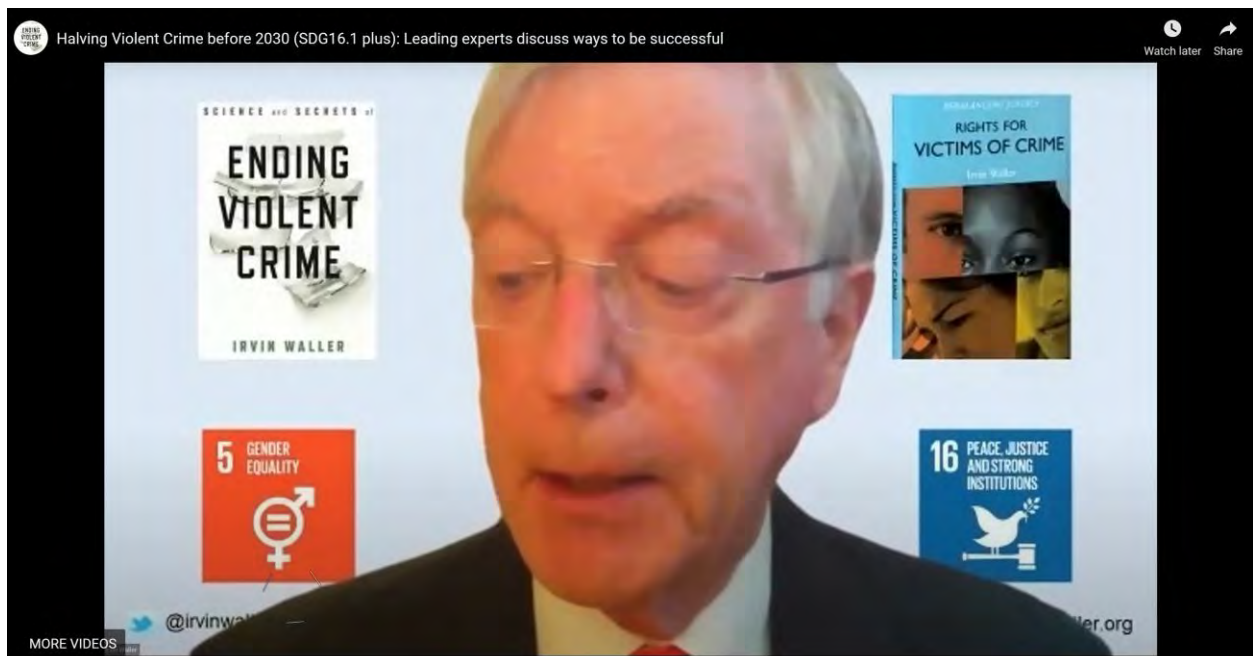 ENDING
VIOLENT
CRIME
Halving Violent Crime before 2030 (SDG16.1 plus): Leading experts discuss ways to be successful
Watch later
Share
SCIENCE AND SECRETS of
ENDING
VIOLENT
CRIME
IRVIN WALLER
REBALANCING JUSTICE
RIGHTS FOR
VICTIMS OF CRIME
Irvin Waller
5 GENDER
EQUALITY
16 PEACE, JUSTICE
AND STRONG
INSTITUTIONS
@irvinwal
ller.org
MORE VIDEOS